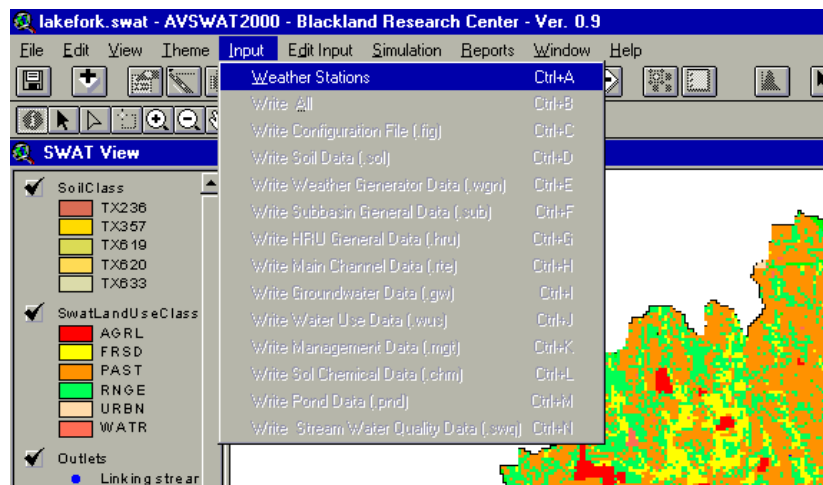 lakefork.swat - AVSWAT2000 - Blackland Research Center - Ver. 0.9
File Edit View Theme Input Edit Input Simulation Reports Window Help
Weather Stations Ctrl+A
Write All Ctrl+B
Write Configuration File (.fig) Ctrl+C
Write Soil Data (.sol) Ctrl+D
Write Weather Generator Data (.wgn) Ctrl+E
Write Subbasin General Data (.sub) Ctrl+F
Write HRU General Data (.hru) Ctrl+G
Write Main Channel Data (.rte) Ctrl+H
Write Groundwater Data (.gw) Ctrl+I
Write Water Use Data (.wus) Ctrl+J
Write Management Data (.mgt) Ctrl+K
Write Sol Chemical Data (.chm) Ctrl+L
Write Pond Data (.pnd) Ctrl+M
Write Stream Water Quality Data (.swq) Ctrl+N
SWAT View
SoilClass
TX236
TX357
TX619
TX620
TX633
SwatLandUseClass
AGRL
FRSD
PAST
RNGE
URBN
WATR
Outlets
Linking strear